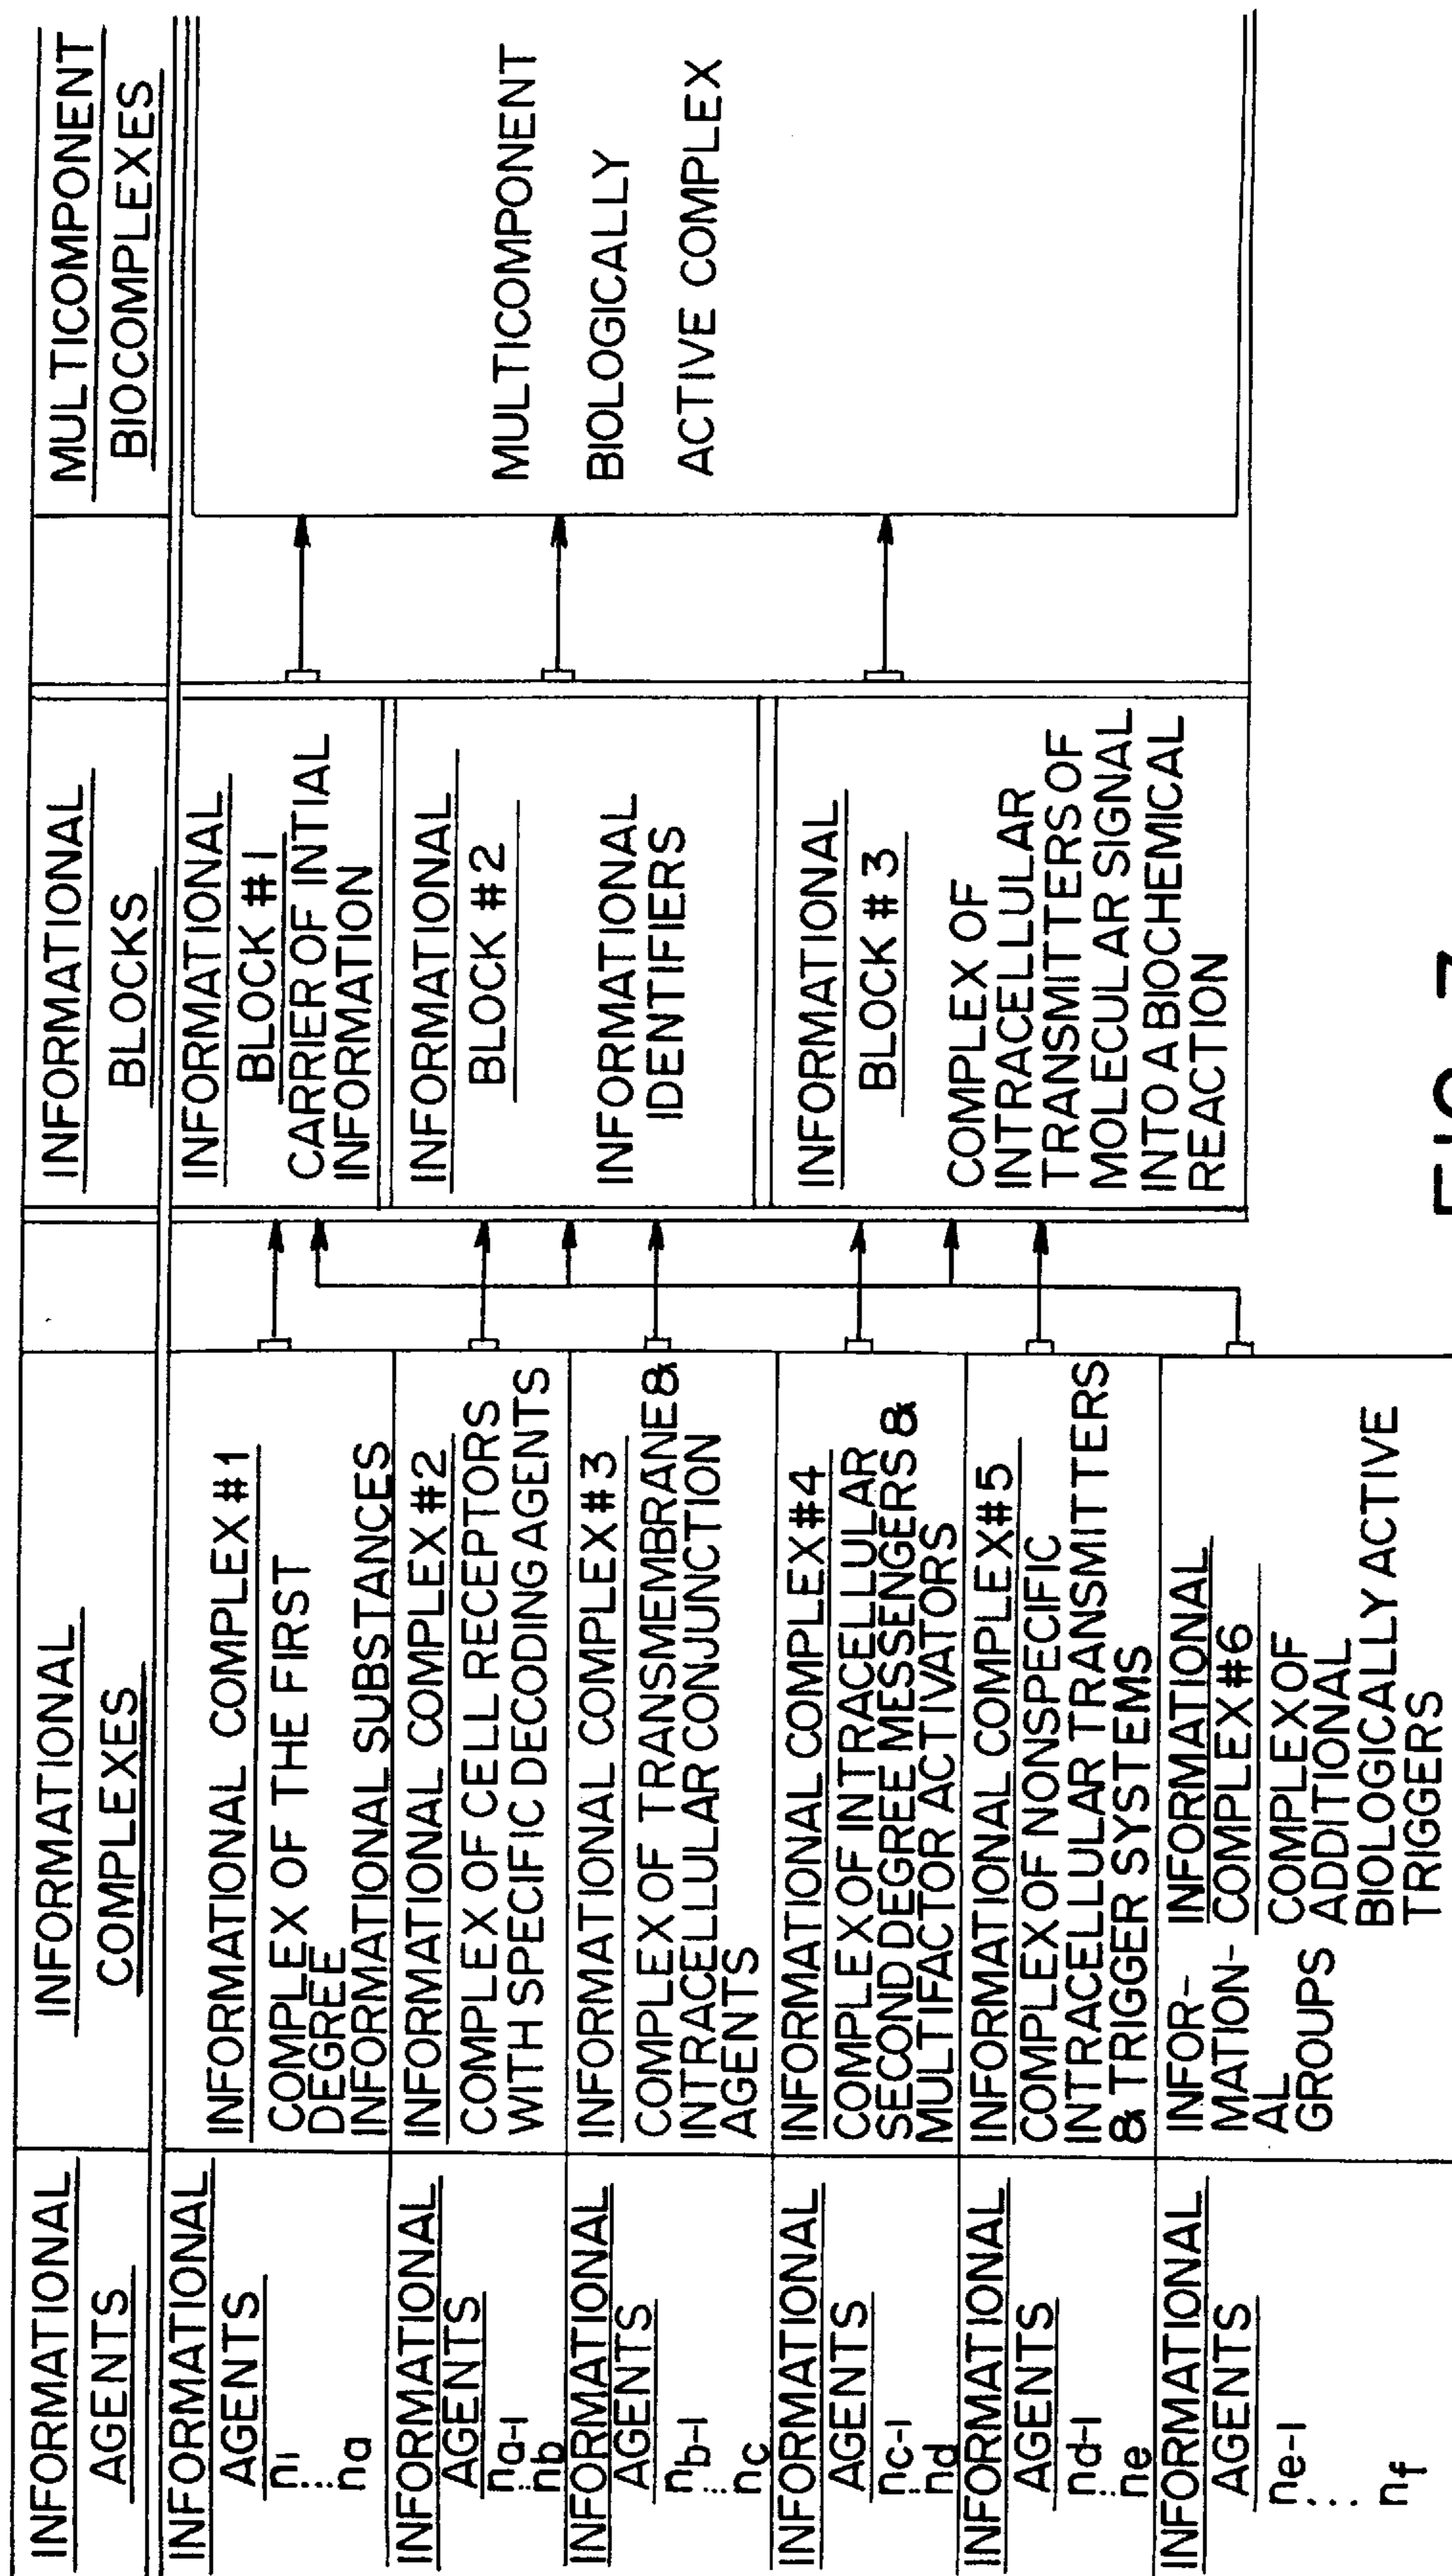 INFORMATIONAL
AGENTS
INFORMATIONAL
COMPLEXES
INFORMATIONAL
BLOCKS
MULTICOMPONENT
BIOCOMPLEXES
INFORMATIONAL
AGENTS
n1
...
na
INFORMATIONAL COMPLEX #1
COMPLEX OF THE FIRST
DEGREE
INFORMATIONAL SUBSTANCES
INFORMATIONAL
AGENTS
na-1
...
nb
INFORMATIONAL COMPLEX #2
COMPLEX OF CELL RECEPTORS
WITH SPECIFIC DECODING AGENTS
INFORMATIONAL
AGENTS
nb-1
...
nc
INFORMATIONAL COMPLEX #3
COMPLEX OF TRANSMEMBRANE &
INTRACELLULAR CONJUNCTION
AGENTS
INFORMATIONAL
AGENTS
nc-1
...
nd
INFORMATIONAL COMPLEX #4
COMPLEX OF INTRACELLULAR
SECOND DEGREE MESSENGERS &
MULTIFACTOR ACTIVATORS
INFORMATIONAL
AGENTS
nd-1
...
ne
INFORMATIONAL COMPLEX #5
COMPLEX OF NONSPECIFIC
INTRACELLULAR TRANSMITTERS
& TRIGGER SYSTEMS
INFORMATIONAL
AGENTS
ne-1
...
nf
INFOR-
MATION-
AL
GROUPS
INFORMATIONAL
COMPLEX #6
COMPLEX OF
ADDITIONAL
BIOLOGICALLY ACTIVE
TRIGGERS
INFORMATIONAL
BLOCK #1
CARRIER OF INTIAL
INFORMATION
INFORMATIONAL
BLOCK #2
INFORMATIONAL
IDENTIFIERS
INFORMATIONAL
BLOCK #3
COMPLEX OF
INTRACELLULAR
TRANSMITTERS OF
MOLECULAR SIGNAL
INTO A BIOCHEMICAL
REACTION
MULTICOMPONENT
BIOLOGICALLY
ACTIVE COMPLEX